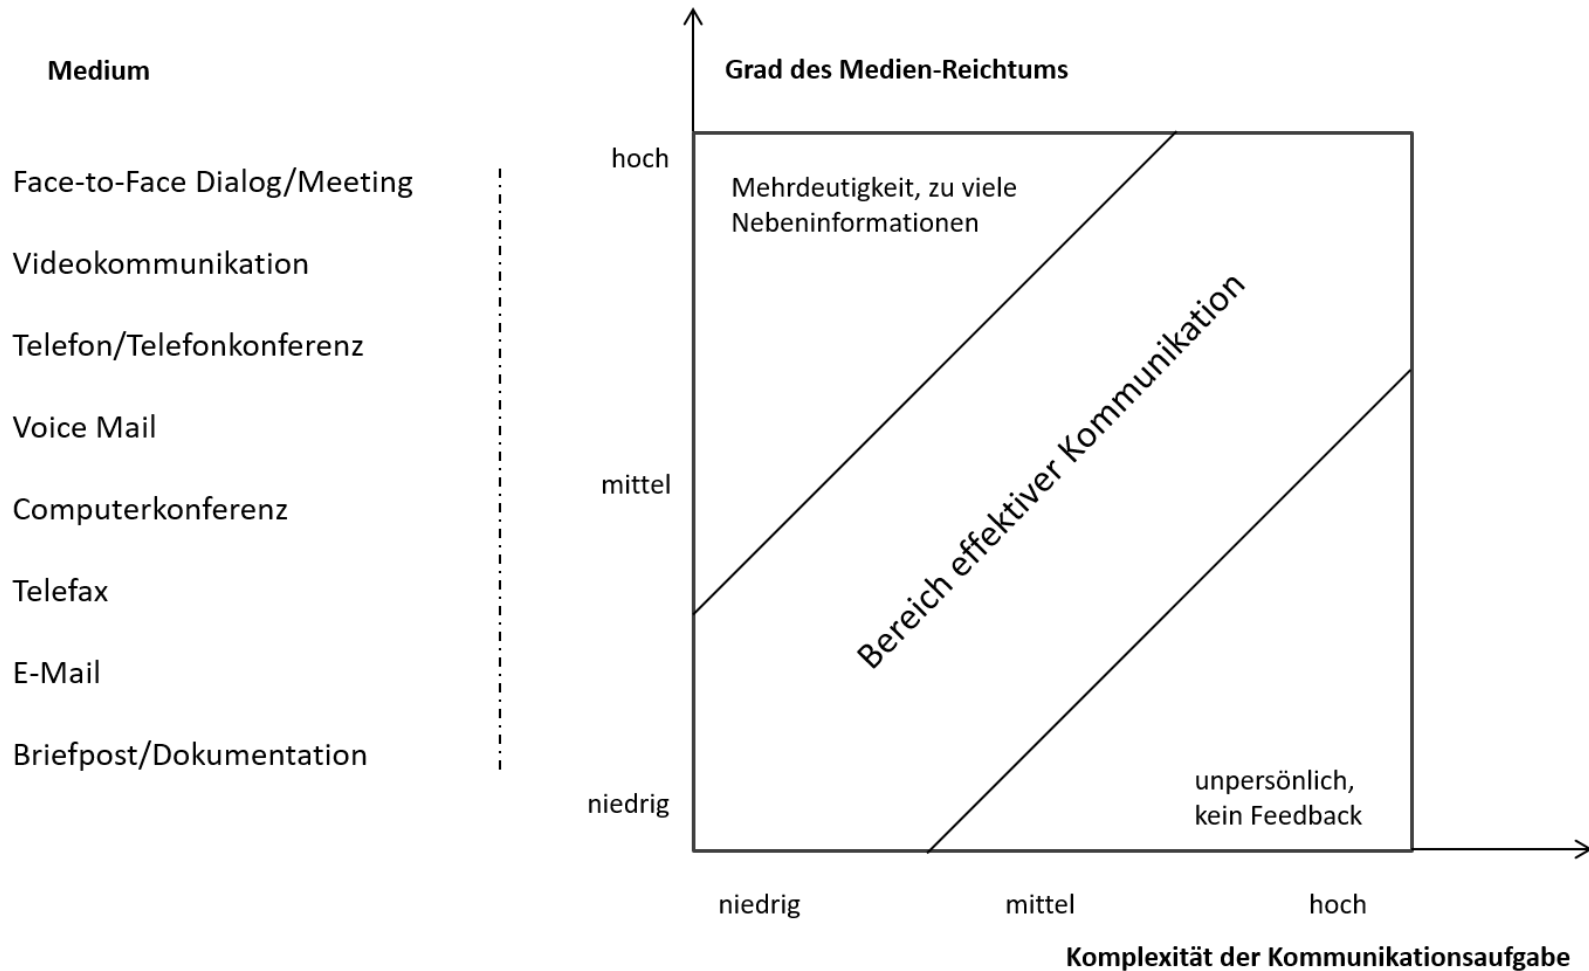 Medium
Face-to-Face Dialog/Meeting
Videokommunikation
Telefon/Telefonkonferenz
Voice Mail
Computerkonferenz
Telefax
E-Mail
Briefpost/Dokumentation
Grad des Medien-Reichtums
hoch
mittel
niedrig
Mehrdeutigkeit, zu viele
Nebeninformationen
Bereich effektiver Kommunikation
unpersönlich,
kein Feedback
niedrig
mittel
hoch
Komplexität der Kommunikationsaufgabe